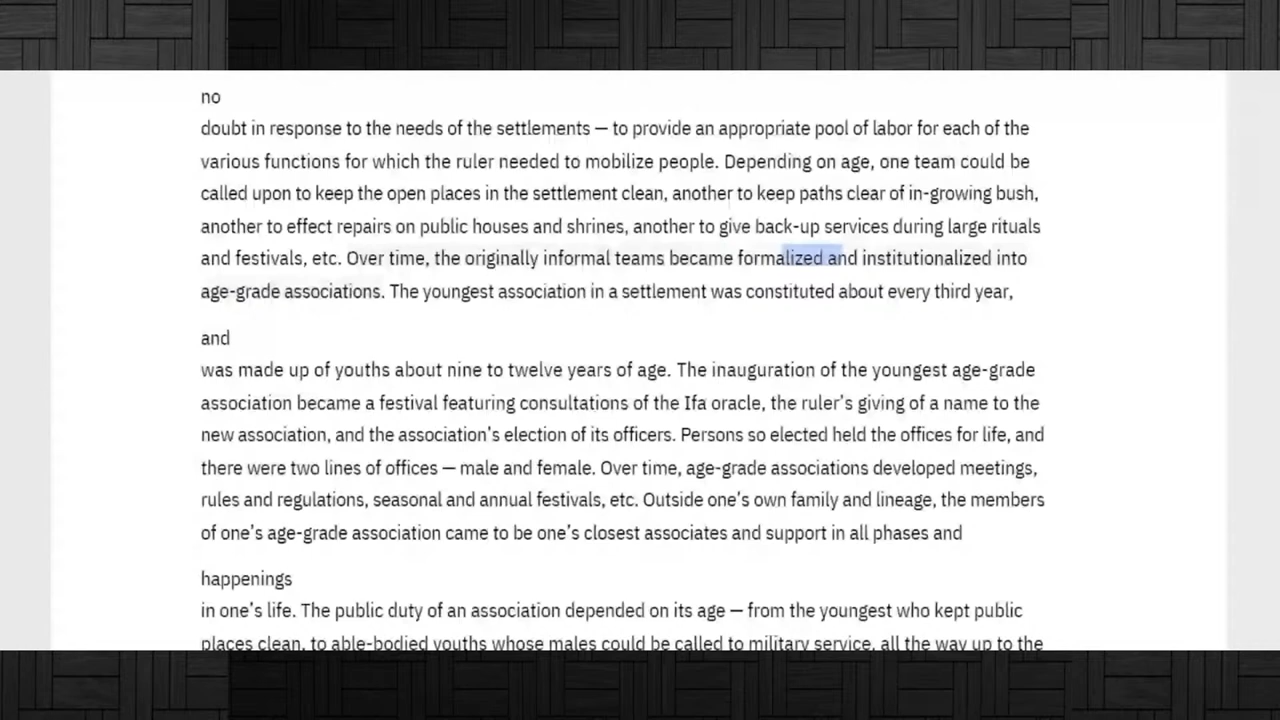 no
doubt in response to the needs of the settlements — to provide an appropriate pool of labor for each of the
various functions for which the ruler needed to mobilize people. Depending on age, one team could be
called upon to keep the open places in the settlement clean, another to keep paths clear of in-growing bush,
another to effect repairs on public houses and shrines, another to give back-up services during large rituals
and festivals, etc. Over time, the originally informal teams became formalized and institutionalized into
age-grade associations. The youngest association in a settlement was constituted about every third year,
and
was made up of youths about nine to twelve years of age. The inauguration of the youngest age-grade
association became a festival featuring consultations of the Ifa oracle, the ruler's giving of a name to the
new association, and the association's election of its officers. Persons so elected held the offices for life, and
there were two lines of offices — male and female. Over time, age-grade associations developed meetings,
rules and regulations, seasonal and annual festivals, etc. Outside one's own family and lineage, the members
of one's age-grade association came to be one's closest associates and support in all phases and
happenings
in one's life. The public duty of an association depended on its age — from the youngest who kept public
places clean, to able-bodied youths whose males could be called to military service, all the way up to the